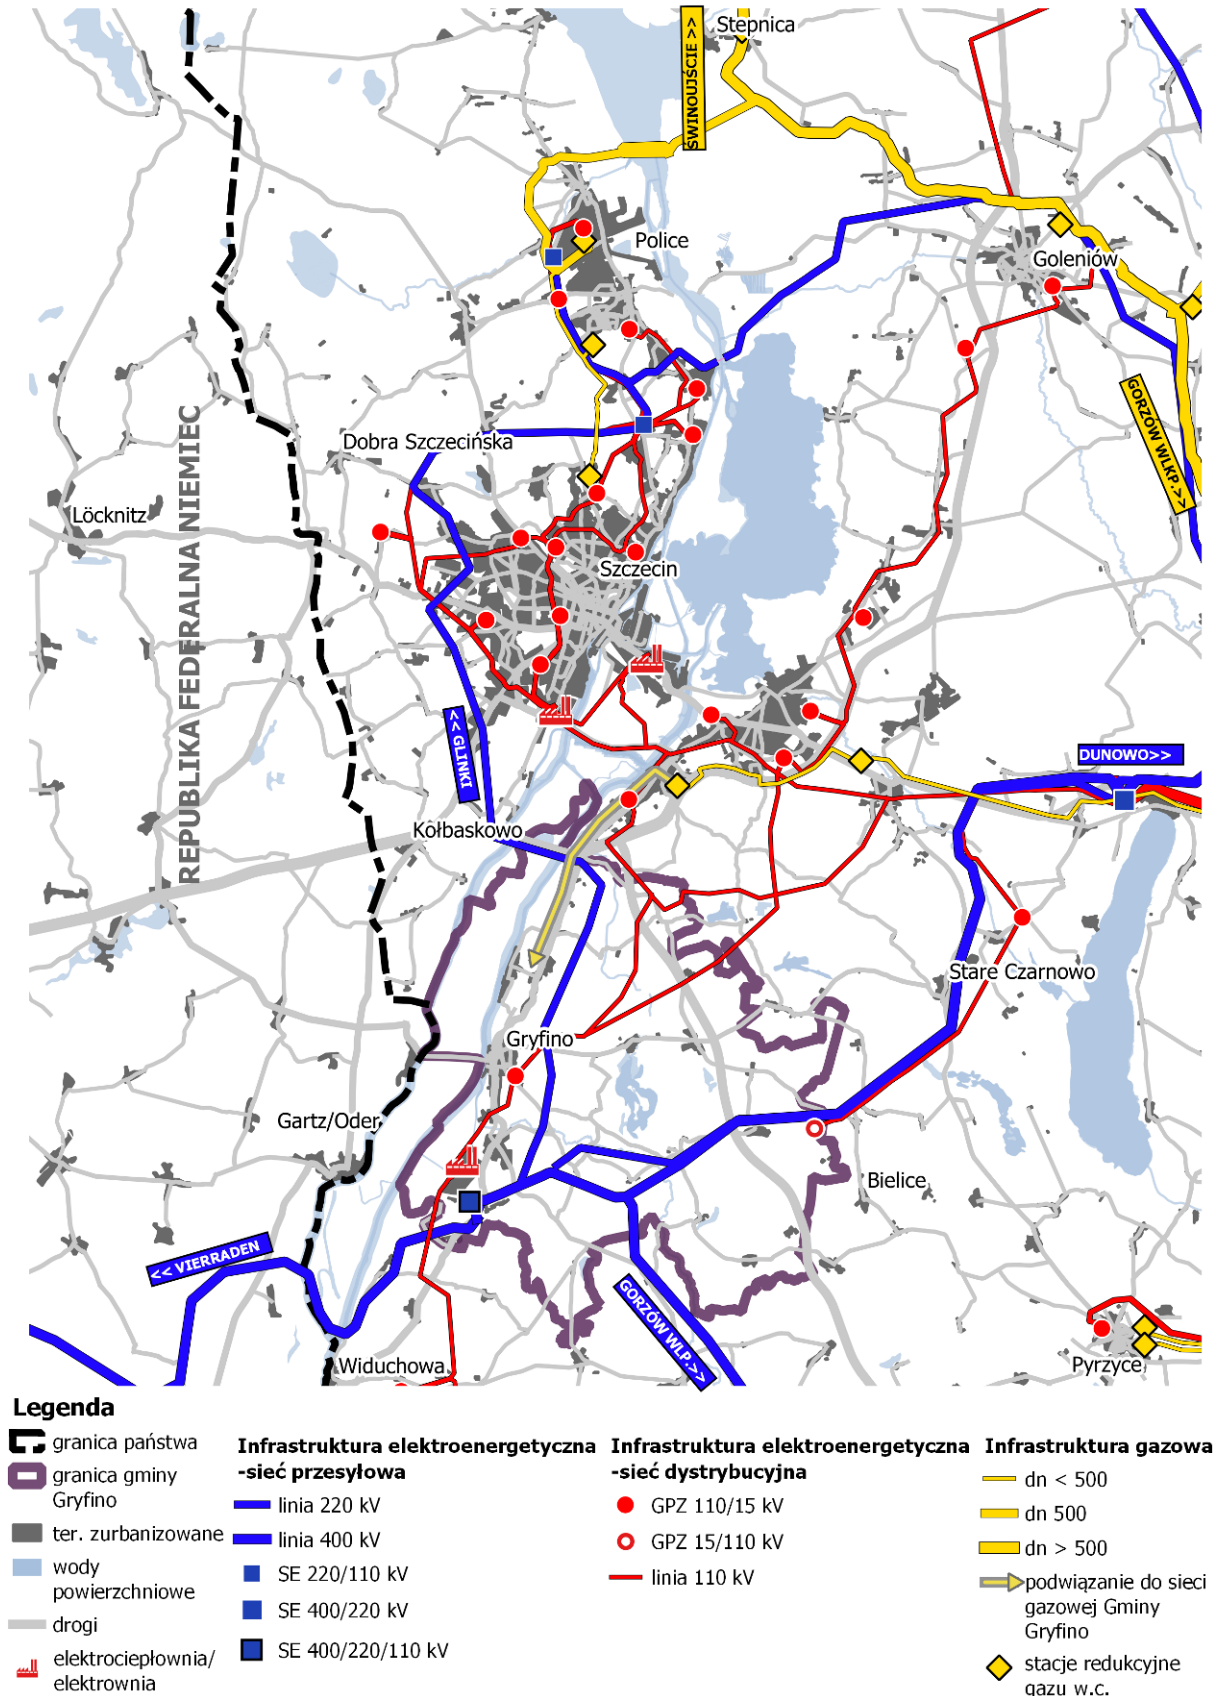 Stepnica
ŚWINOUJŚCIE >>
Police
Goleniów
GORZÓW WLKP.>>
Dobra Szczecińska
Löcknitz
REPUBLIKA FEDERALNA NIEMIEC
Szczecin
<< GLINKI
DUNOWO>>
Kołbaskowo
Stare Czarnowo
Gryfino
Gartz/Oder
Bielice
<< VIERRADEN
GORZÓW WLP.>>
Widuchowa
Pyrzyce
Legenda
granica państwa
granica gminy
Gryfino
ter. zurbanizowane
wody
powierzchniowe
drogi
elektrociepłownia/
elektrownia
Infrastruktura elektroenergetyczna
-sieć przesyłowa
linia 220 kV
linia 400 kV
SE 220/110 kV
SE 400/220 kV
SE 400/220/110 kV
Infrastruktura elektroenergetyczna
-sieć dystrybucyjna
GPZ 110/15 kV
GPZ 15/110 kV
linia 110 kV
Infrastruktura gazowa
dn < 500
dn 500
dn > 500
podwiązanie do sieci
gazowej Gminy
Gryfino
stacje redukcyjne
gazu w.c.